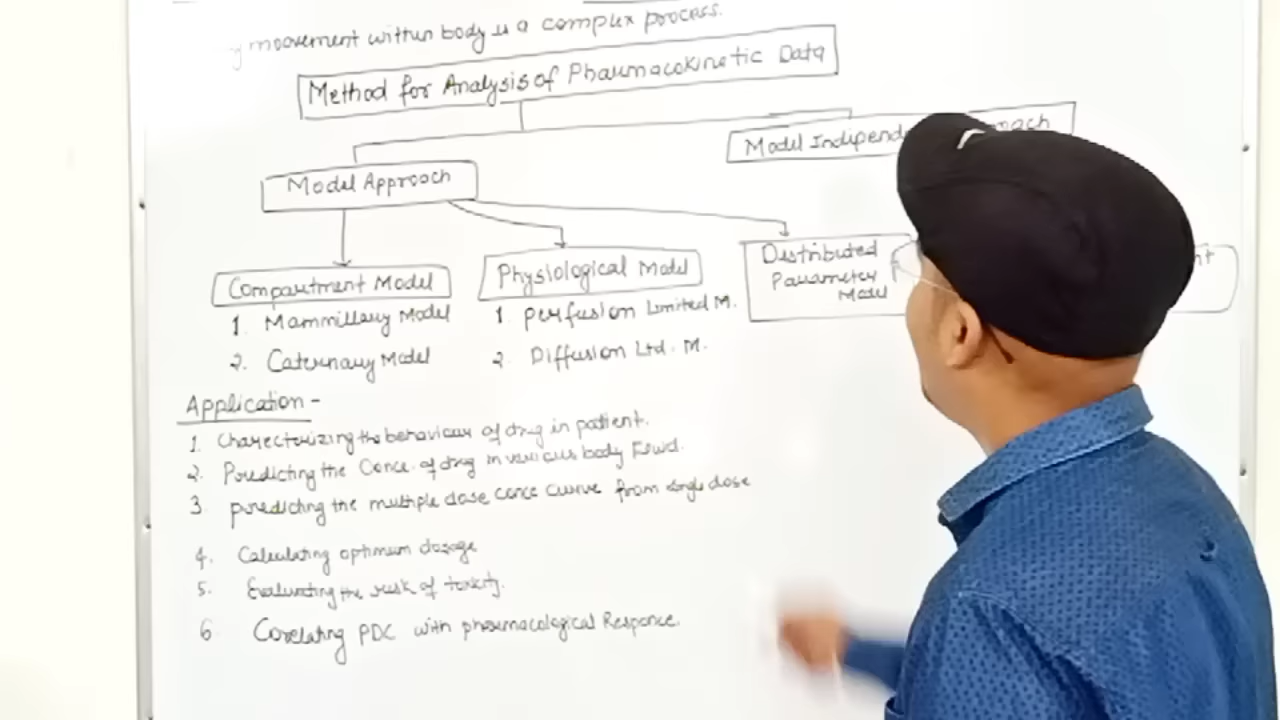 moovement within body is a complex process.
Method for Analysis of Pharmacokinetic Data
Model Approach
Model Independ
Compartment Model
1. Mammillary Model
2. Caternary Model
Physiological Model
1. Perfusion Limited M.
2. Diffusion Ltd. M.
Distributed
Parameter
Model
nt
Application -
1. Charecterizing the behaviour of drug in patient.
2. Predicting the Conc. of drug in various body Fluid.
3 predicting the multiple dose conc curve from single dose
4. Calculating optimum dosage
5. Evaluating the risk of toxicity.
6 Corelating PDC with pharmacological Responce.